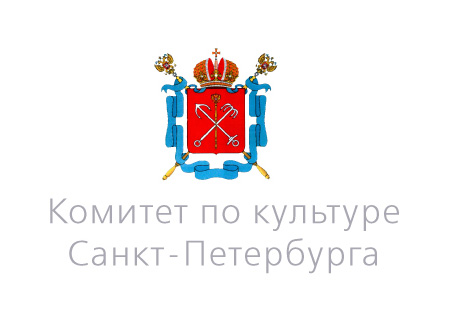 Комитет по культуре
Санкт-Петербурга